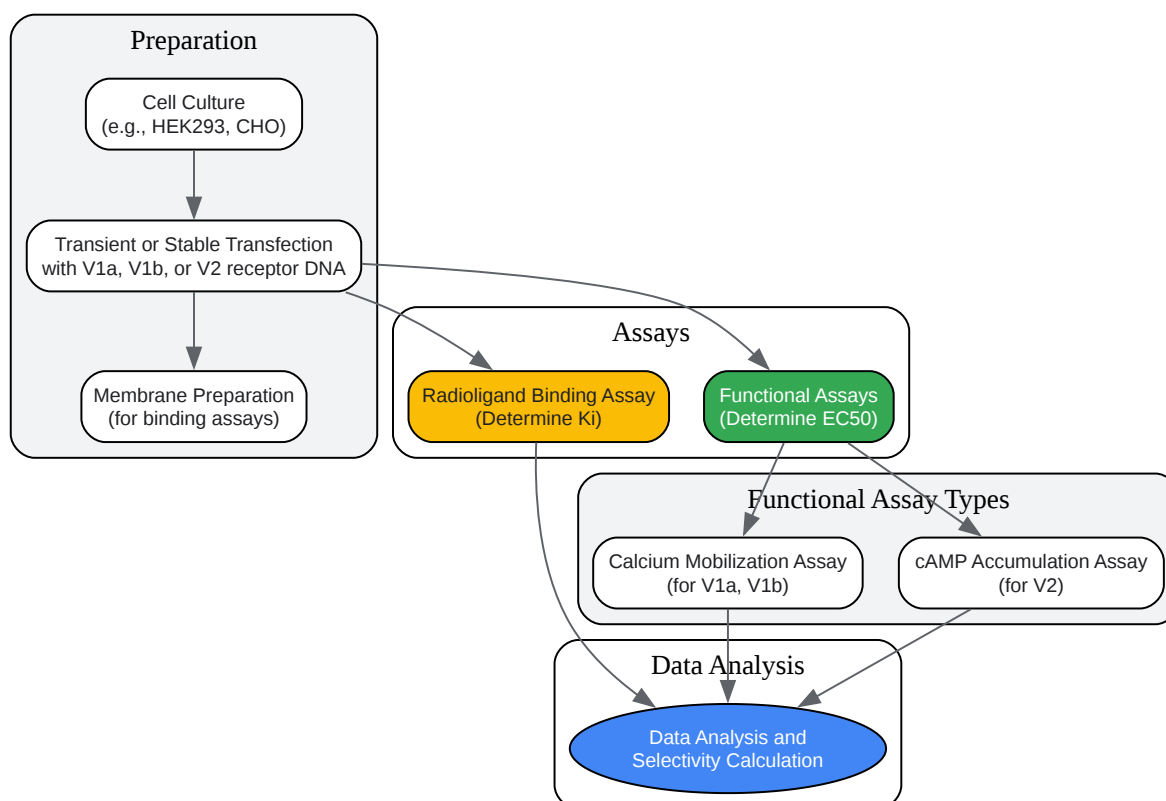 Preparation
Cell Culture
(e.g., HEK293, CHO)
Transient or Stable Transfection
with V1a, V1b, or V2 receptor DNA
Membrane Preparation
(for binding assays)
Assays
Radioligand Binding Assay
(Determine Ki)
Functional Assays
(Determine EC50)
Functional Assay Types
Calcium Mobilization Assay
(for V1a, V1b)
cAMP Accumulation Assay
(for V2)
Data Analysis
Data Analysis and
Selectivity Calculation